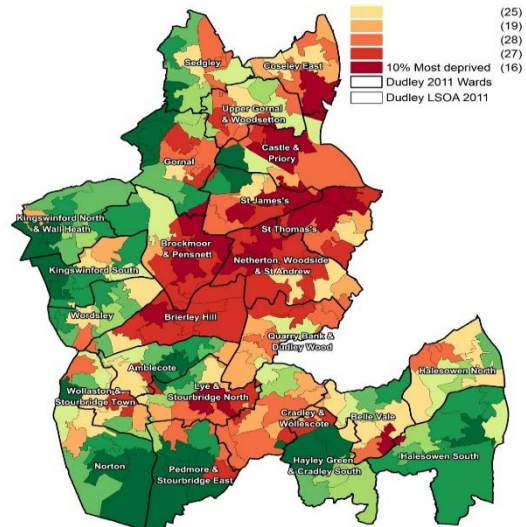 (25)
(19)
(28)
(27)
10% Most deprived (16)
Dudley 2011 Wards
Dudley LSOA 2011
Sedgley
Coseley East
Upper Gornal
& Woodsetton
Castle &
Priory
Gornal
St James's
Kingswinford North
& Wall Heath
St Thomas's
Brockmoor
& Pensnett
Netherton, Woodside
& St Andrew
Kingswinford South
Wordsley
Brierley Hill
Quarry Bank &
Dudley Wood
Halesowen North
Amblecote
Wollaston &
Stourbridge Town
Lye &
Stourbridge North
Cradley &
Wollescote
Belle Vale
Halesowen South
Norton
Pedmore &
Stourbridge East
Hayley Green
& Cradley South